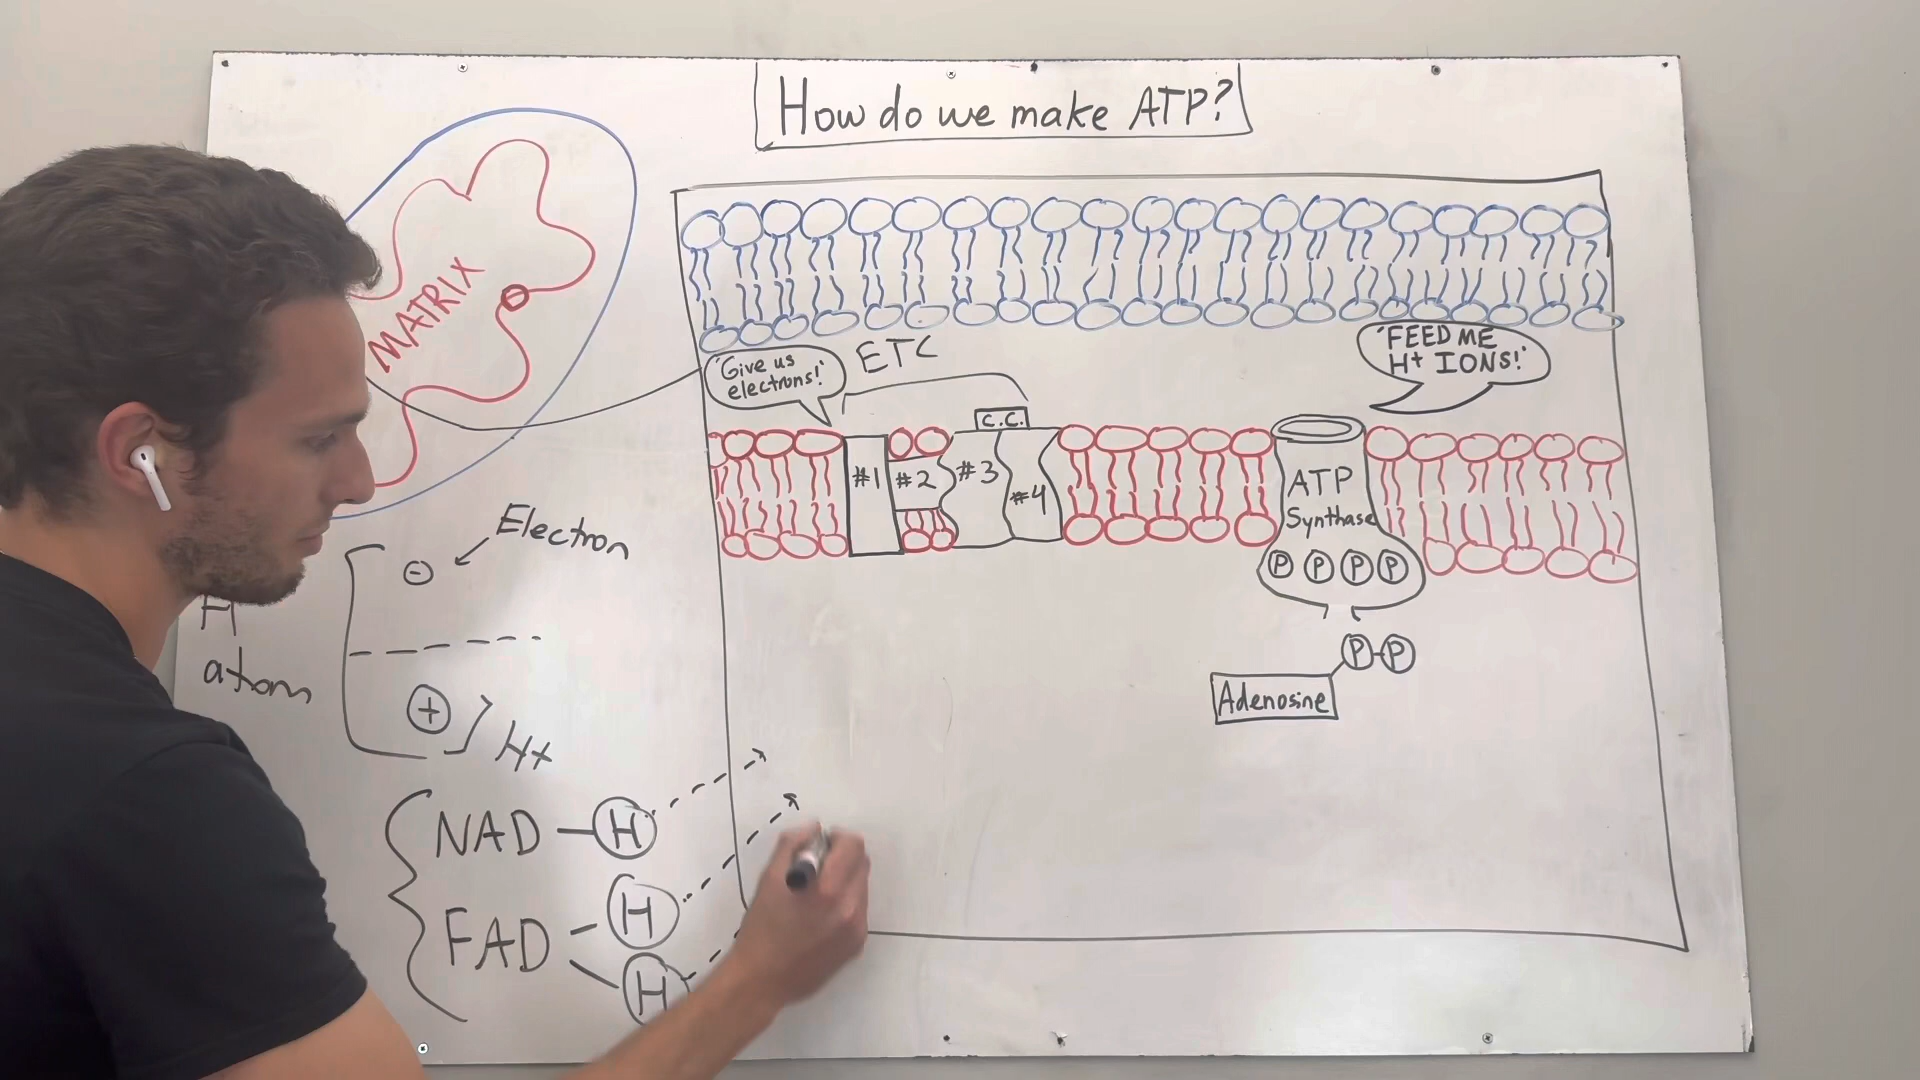 How do we make ATP?
MATRIX
ETC
"Give us
electrons!"
"FEED ME
H+ IONS!"
C.C.
#1
#2
#3
#4
ATP
Synthase
P P P P
P-P
Adenosine
Electron
-
H
atom
+
H+
NAD - H
FAD - H
H